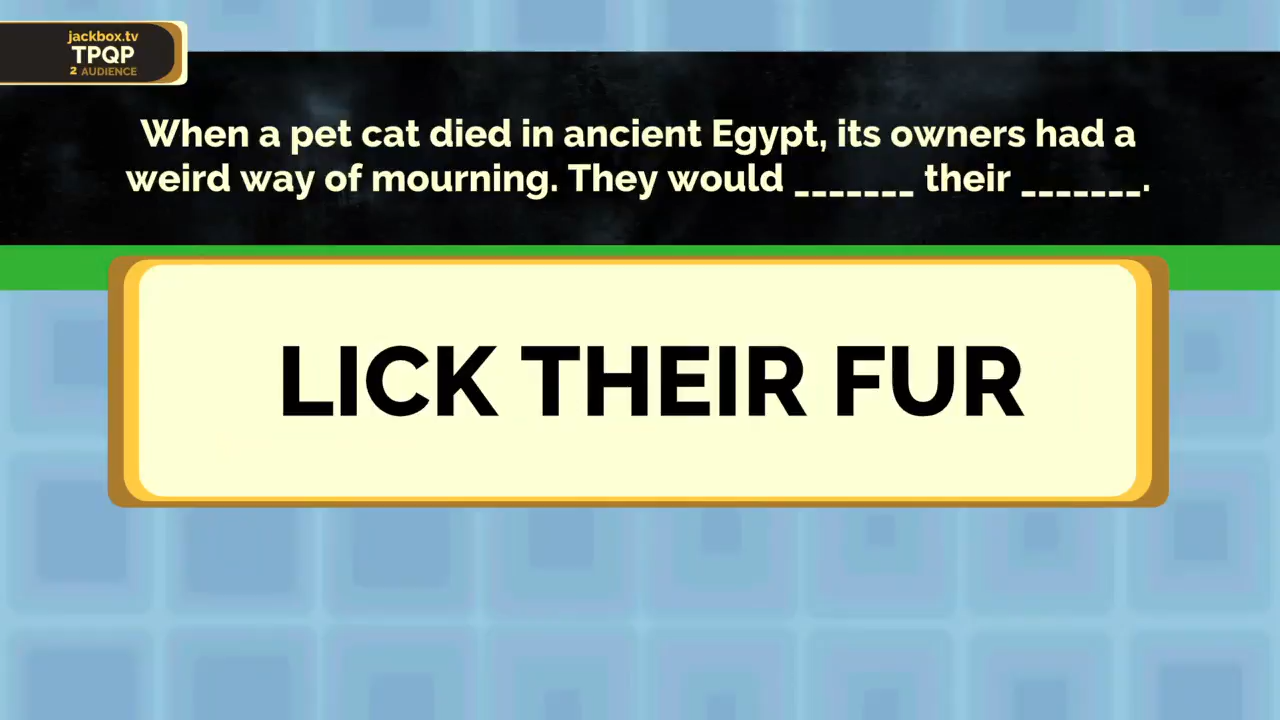 jackbox.tv
TPQP
2 AUDIENCE
When a pet cat died in ancient Egypt, its owners had a
weird way of mourning. They would _______ their _______.
LICK THEIR FUR